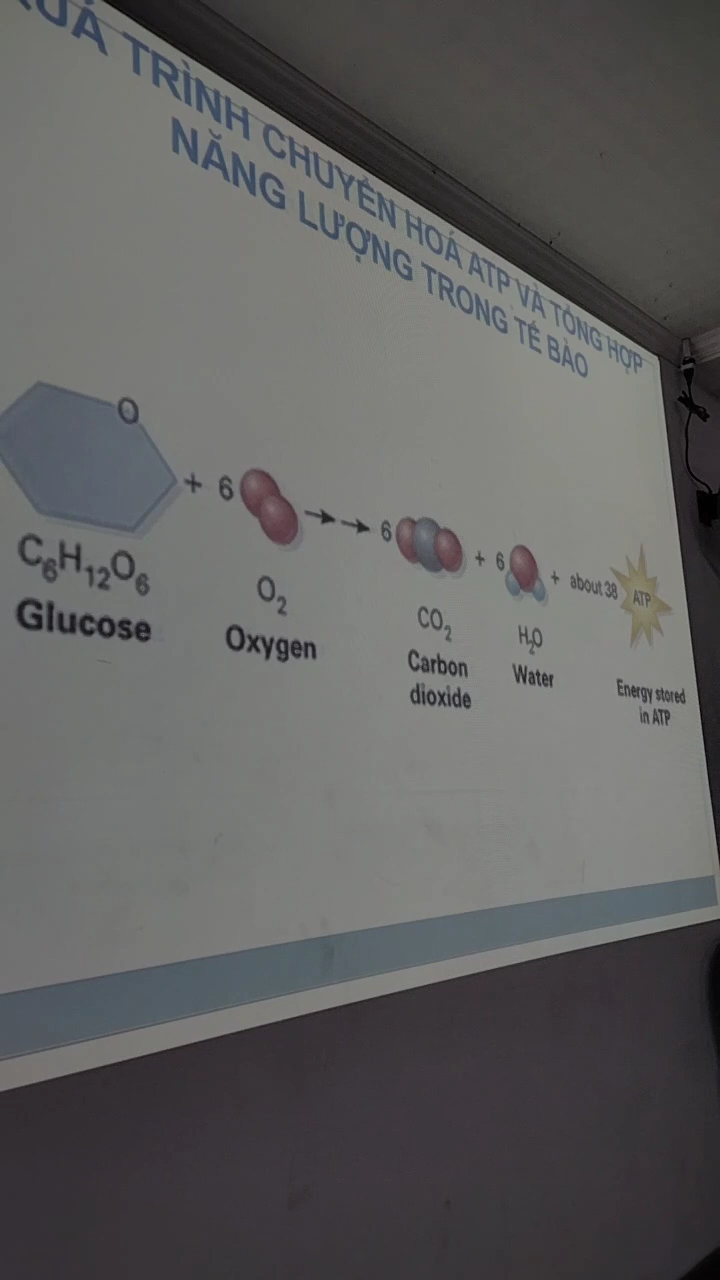 TRÌNH CHUYỂN HOÁ ATP VÀ TỔNG HỢP
NĂNG LƯỢNG TRONG TẾ BÀO
O
+ 6 → → 6 + 6 + about 38 ATP
C₆H₁₂O₆ O₂ CO₂ H₂O
Glucose Oxygen Carbon dioxide Water Energy stored in ATP